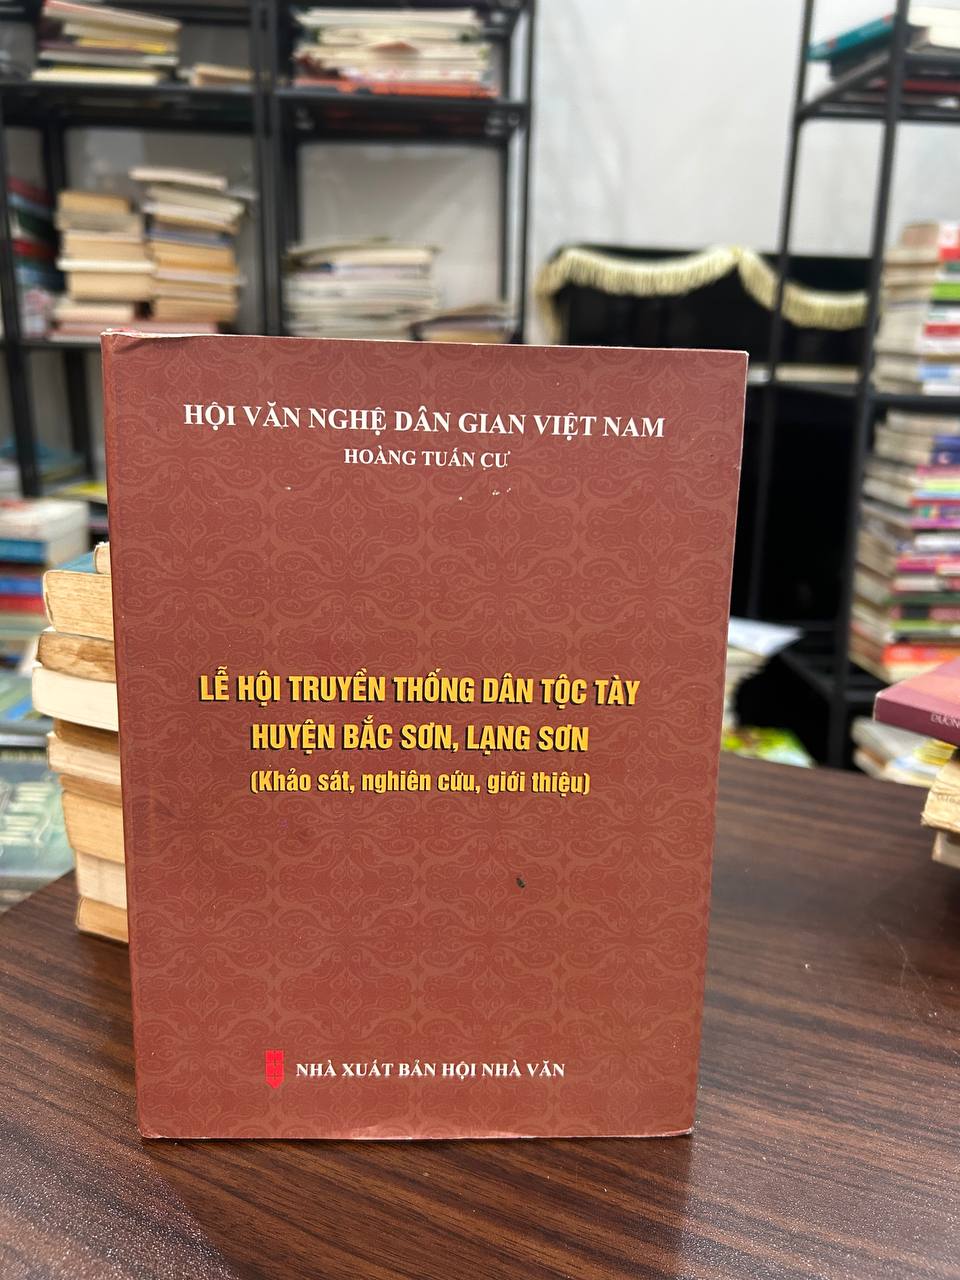 HỘI VĂN NGHỆ DÂN GIAN VIỆT NAM
HOÀNG TUẤN CƯ
LỄ HỘI TRUYỀN THỐNG DÂN TỘC TÀY
HUYỆN BẮC SƠN, LẠNG SƠN
(Khảo sát, nghiên cứu, giới thiệu)
NHÀ XUẤT BẢN HỘI NHÀ VĂN